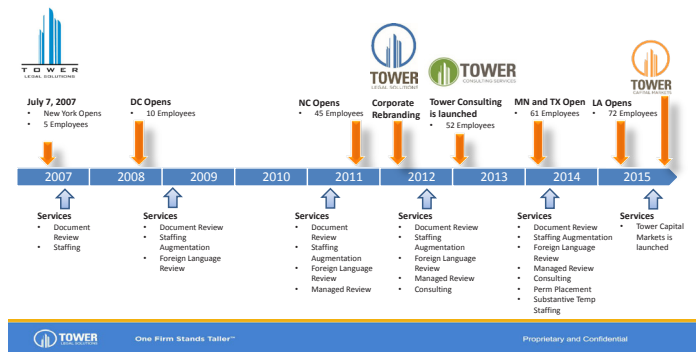 TOWER
LEGAL SOLUTIONS
TOWER
LEGAL SOLUTIONS
TOWER
CONSULTING SERVICES
TOWER
CAPITAL MARKETS
July 7, 2007
• New York Opens
• 5 Employees
DC Opens
• 10 Employees
NC Opens
• 45 Employees
Corporate
Rebranding
Tower Consulting
is launched
• 52 Employees
MN and TX Open
• 61 Employees
LA Opens
• 72 Employees
2007
2008
2009
2010
2011
2012
2013
2014
2015
Services
• Document
Review
• Staffing
Services
• Document Review
• Staffing
Augmentation
• Foreign Language
Review
Services
• Document
Review
• Staffing
Augmentation
• Foreign Language
Review
• Managed Review
Services
• Document Review
• Staffing
Augmentation
• Foreign Language
Review
• Managed Review
• Consulting
Services
• Document Review
• Staffing Augmentation
• Foreign Language
Review
• Managed Review
• Consulting
• Perm Placement
• Substantive Temp
Staffing
Services
• Tower Capital
Markets is
launched
TOWER
LEGAL SOLUTIONS
One Firm Stands Taller™
Proprietary and Confidential